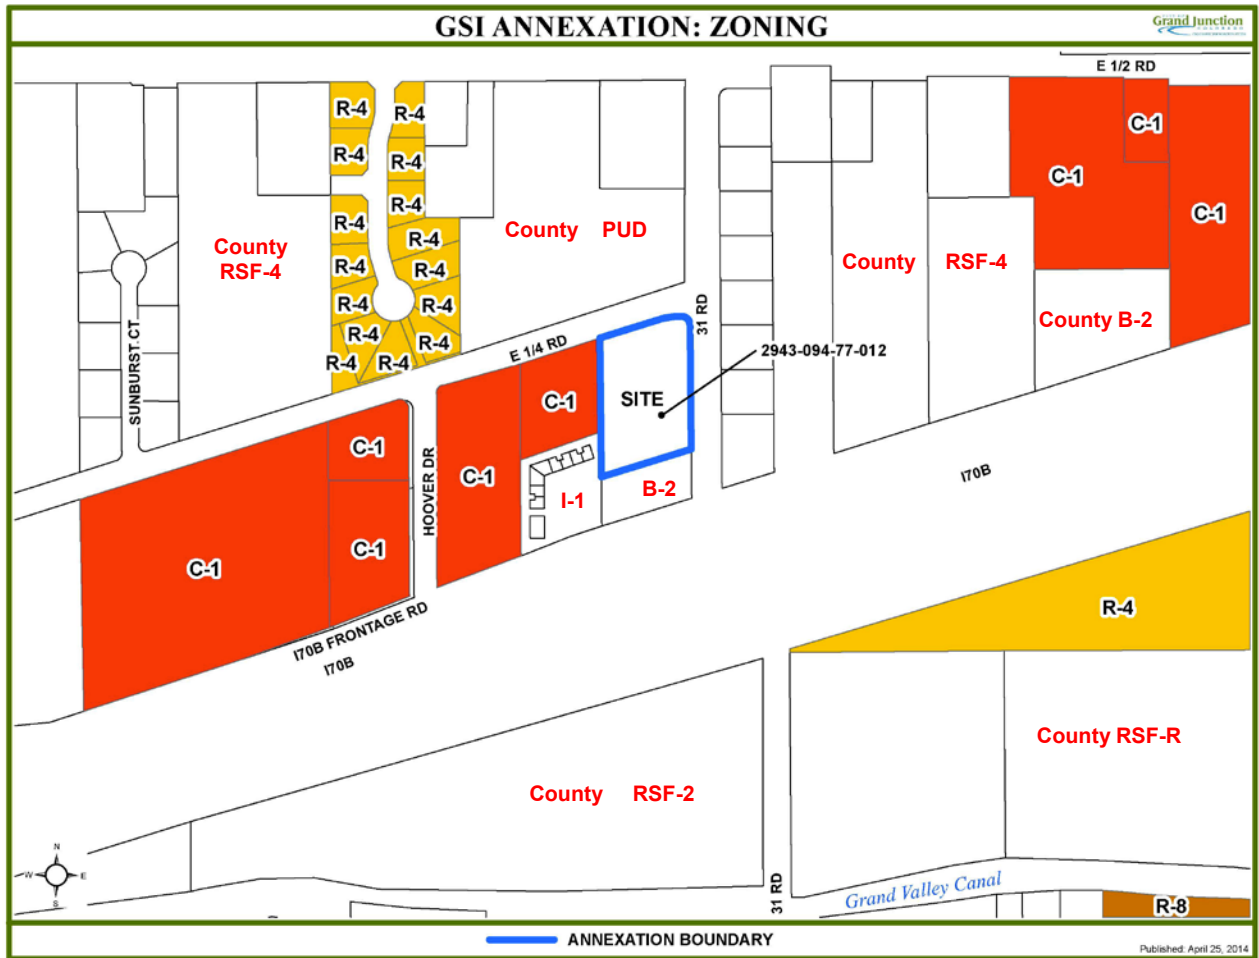 GSI ANNEXATION: ZONING
Grand Junction
COLORADO
E 1/2 RD
R-4
R-4
C-1
R-4
R-4
C-1
R-4
R-4
C-1
County PUD
R-4
County
RSF-4
R-4
County RSF-4
R-4
R-4
R-4
R-4
31 RD
County B-2
R-4
R-4
E 1/4 RD
R-4
R-4
2943-094-77-012
SUNBURST CT
SITE
C-1
C-1
C-1
HOOVER DR
I70B
B-2
I-1
C-1
C-1
R-4
I70B FRONTAGE RD
I70B
County RSF-R
County RSF-2
N
W E
S
31 RD
Grand Valley Canal
R-8
ANNEXATION BOUNDARY
Published: April 25, 2014